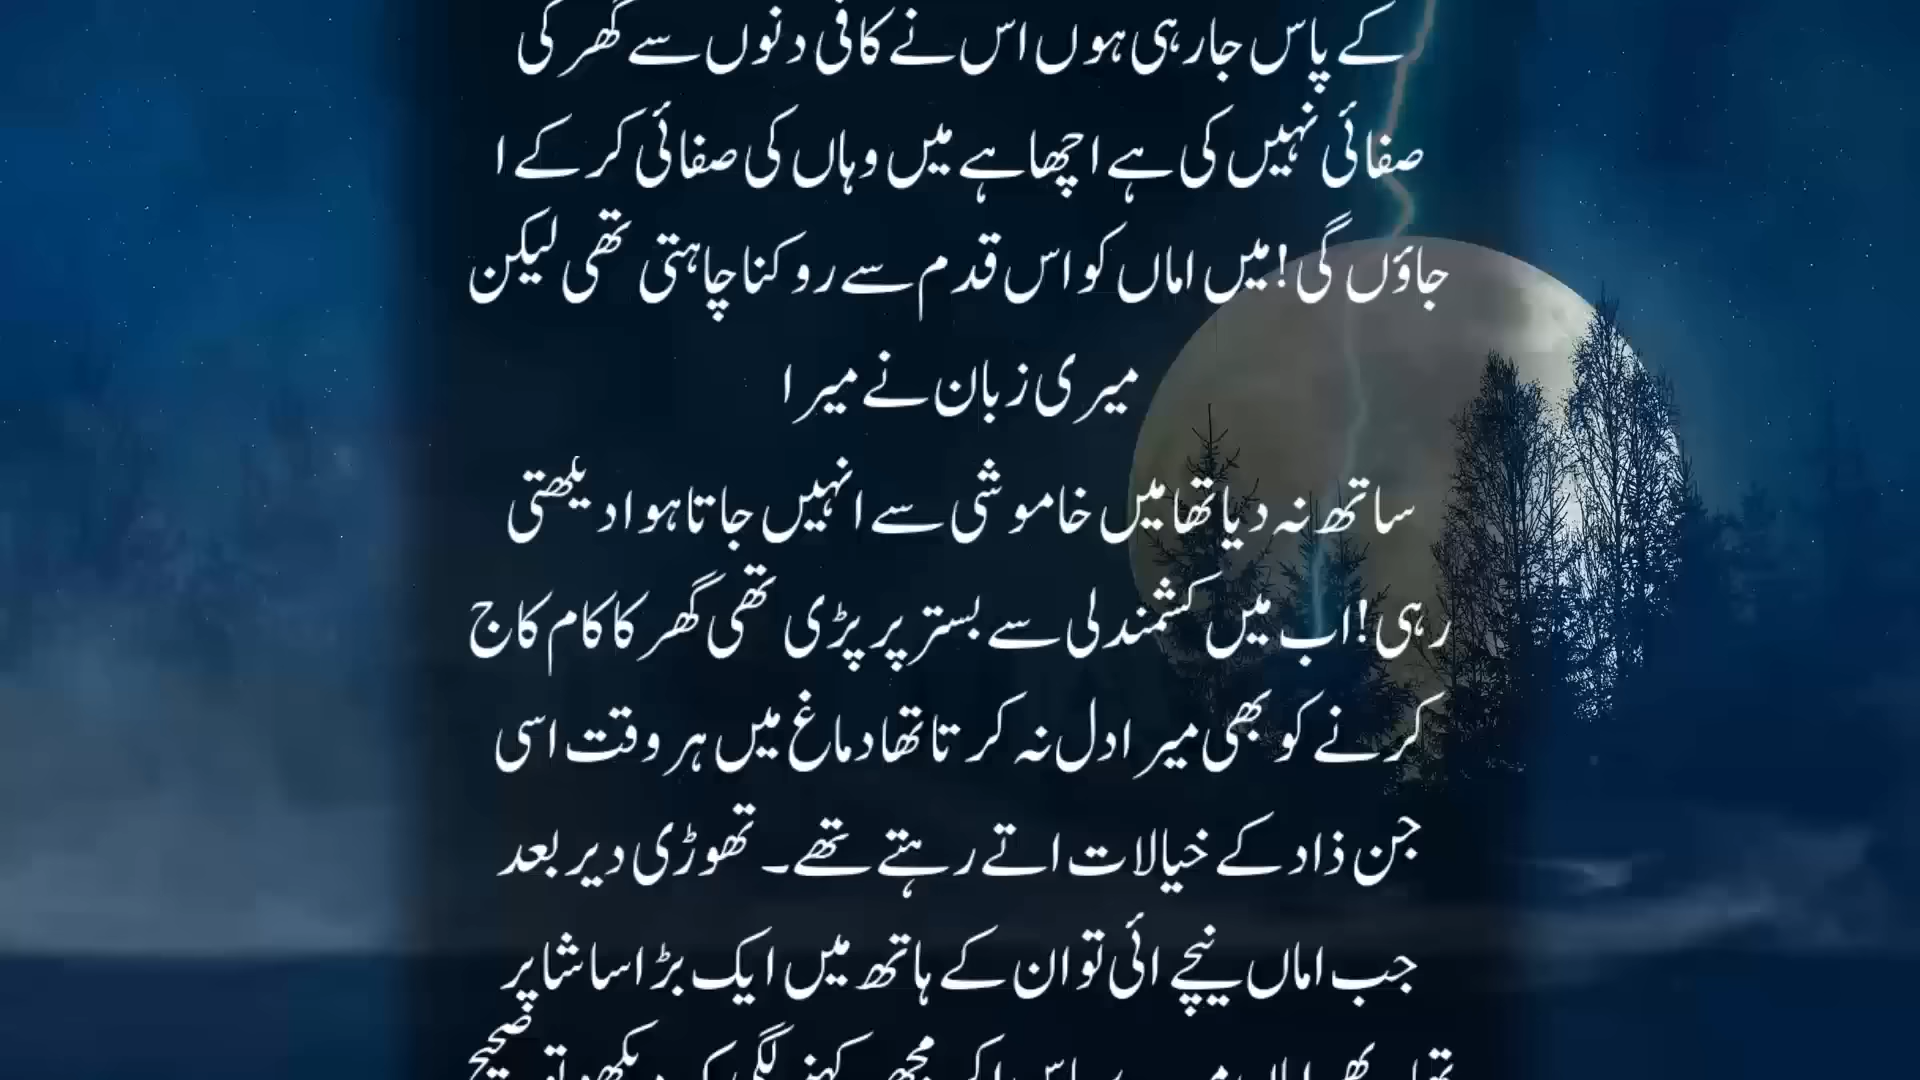 کے پاس جارہی ہوں اس نے کافی دنوں سے گھر کی
صفائی نہیں کی ہے اچھا ہے میں وہاں کی صفائی کر کے ا
جاؤں گی! میں اماں کو اس قدم سے روکنا چاہتی تھی لیکن
میری زبان نے میرا
ساتھ نہ دیا تھا میں خاموشی سے انہیں جاتا ہوا دیکھتی
رہی! اب میں کشمندلی سے بستر پر پڑی تھی گھر کا کام کاج
کرنے کو بھی میرا دل نہ کرتا تھا دماغ میں ہر وقت اسی
جن ذاد کے خیالات اتے رہتے تھے۔ تھوڑی دیر بعد
جب اماں نیچے ائی تو ان کے ہاتھ میں ایک بڑا سا شاپر